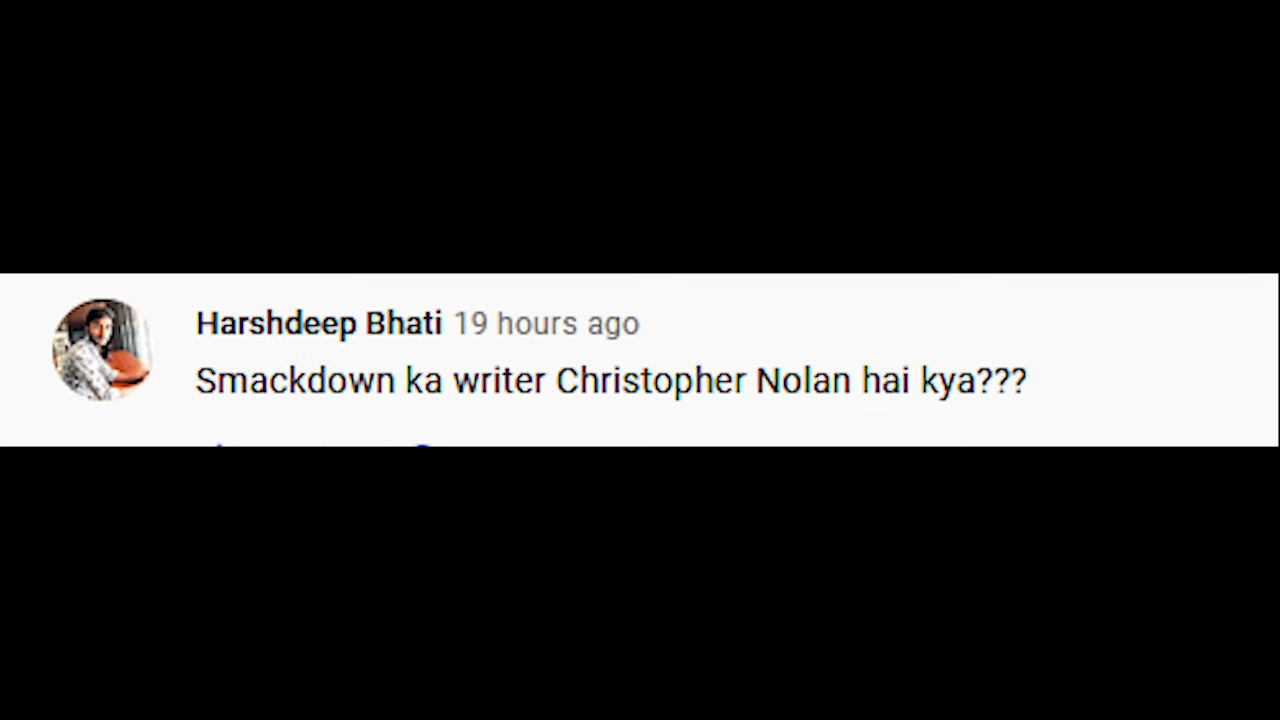 Harshdeep Bhati 19 hours ago
Smackdown ka writer Christopher Nolan hai kya???